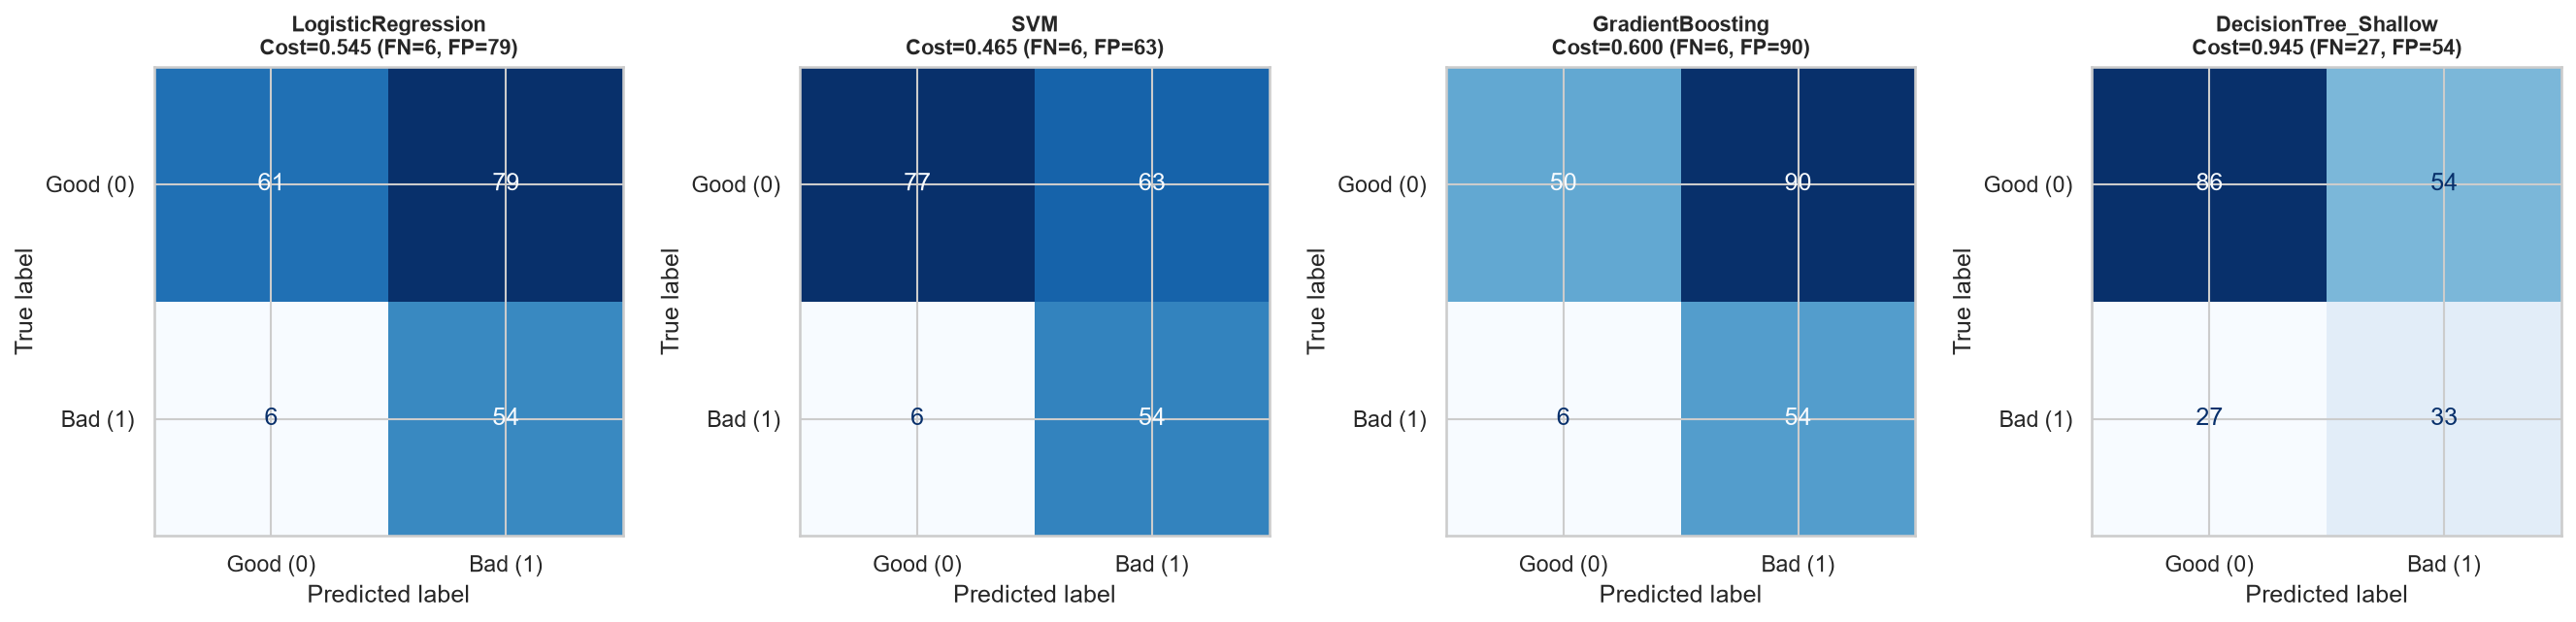 LogisticRegression
Cost=0.545 (FN=6, FP=79)
True label
Good (0)
61
79
Bad (1)
6
54
Good (0)
Bad (1)
Predicted label
SVM
Cost=0.465 (FN=6, FP=63)
True label
Good (0)
77
63
Bad (1)
6
54
Good (0)
Bad (1)
Predicted label
GradientBoosting
Cost=0.600 (FN=6, FP=90)
True label
Good (0)
50
90
Bad (1)
6
54
Good (0)
Bad (1)
Predicted label
DecisionTree_Shallow
Cost=0.945 (FN=27, FP=54)
True label
Good (0)
86
54
Bad (1)
27
33
Good (0)
Bad (1)
Predicted label